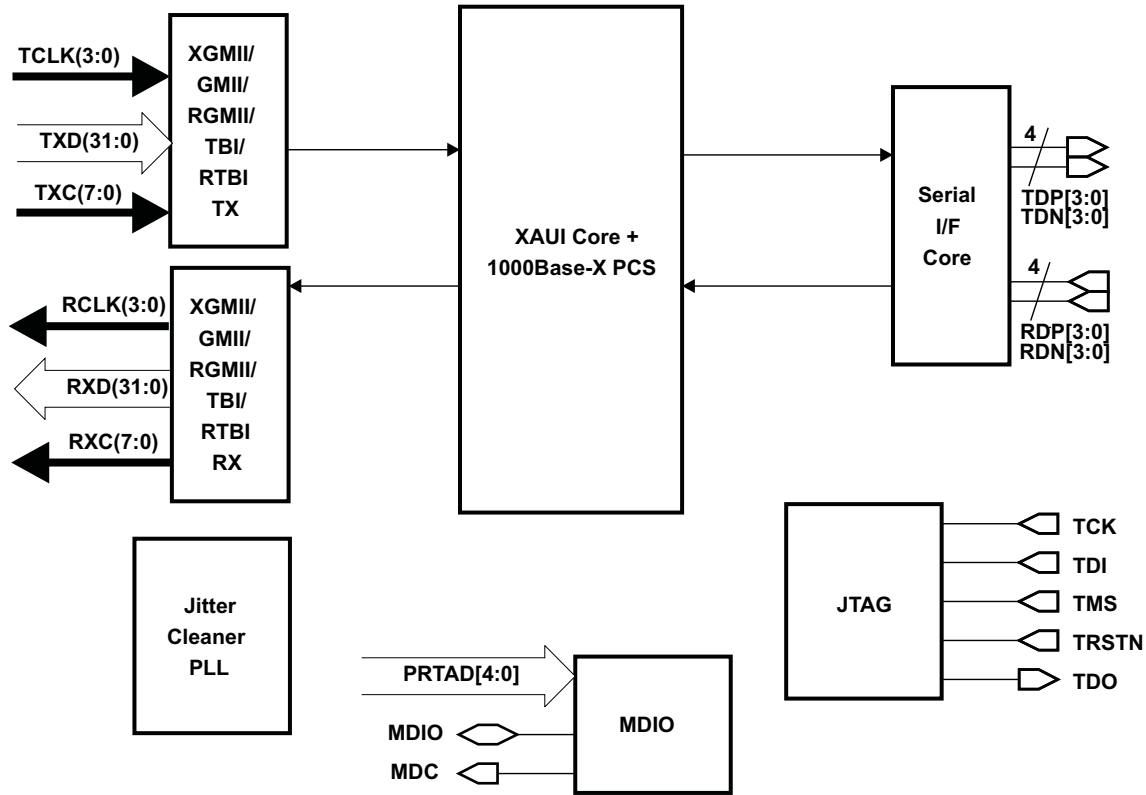 TCLK(3:0)
TXD(31:0)
TXC(7:0)
XGMII/
GMII/
RGMII/
TBI/
RTBI
TX
RCLK(3:0)
RXD(31:0)
RXC(7:0)
XGMII/
GMII/
RGMII/
TBI/
RTBI
RX
XAUI Core +
1000Base-X PCS
Serial
I/F
Core
4
TDP[3:0]
TDN[3:0]
4
RDP[3:0]
RDN[3:0]
Jitter
Cleaner
PLL
PRTAD[4:0]
MDIO
MDC
MDIO
JTAG
TCK
TDI
TMS
TRSTN
TDO